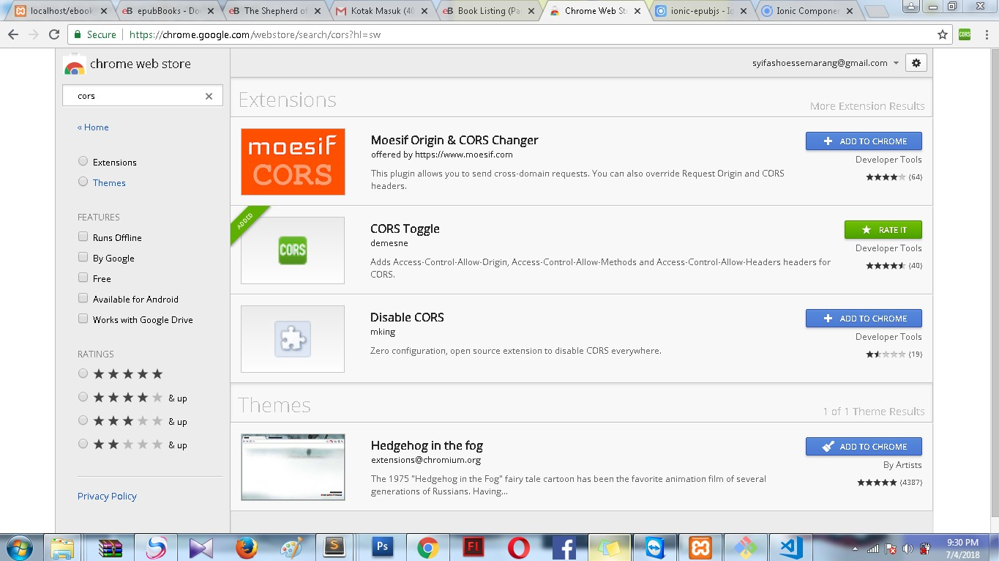 localhost/ebook
epubBooks - Do
The Shepherd of
Kotak Masuk (40
Book Listing (Pa
Chrome Web St
ionic-epubjs - Io
Ionic Componen
Secure
https://chrome.google.com/webstore/search/cors?hl=sw
CORS
chrome web store
syifashoessemarang@gmail.com
cors
« Home
Extensions
Themes
FEATURES
Runs Offline
By Google
Free
Available for Android
Works with Google Drive
RATINGS
& up
& up
& up
Privacy Policy
Extensions
More Extension Results
moesif
CORS
Moesif Origin & CORS Changer
offered by https://www.moesif.com
This plugin allows you to send cross-domain requests. You can also override Request Origin and CORS
headers.
ADD TO CHROME
Developer Tools
(64)
ADDED
CORS
CORS Toggle
demesne
Adds Access-Control-Allow-Origin, Access-Control-Allow-Methods and Access-Control-Allow-Headers headers for
CORS.
RATE IT
Developer Tools
(40)
Disable CORS
mking
Zero configuration, open source extension to disable CORS everywhere.
ADD TO CHROME
Developer Tools
(19)
Themes
1 of 1 Theme Results
Hedgehog in the fog
extensions@chromium.org
The 1975 "Hedgehog in the Fog" fairy tale cartoon has been the favorite animation film of several
generations of Russians. Having...
ADD TO CHROME
By Artists
(4387)
Ps
9:30 PM
7/4/2018